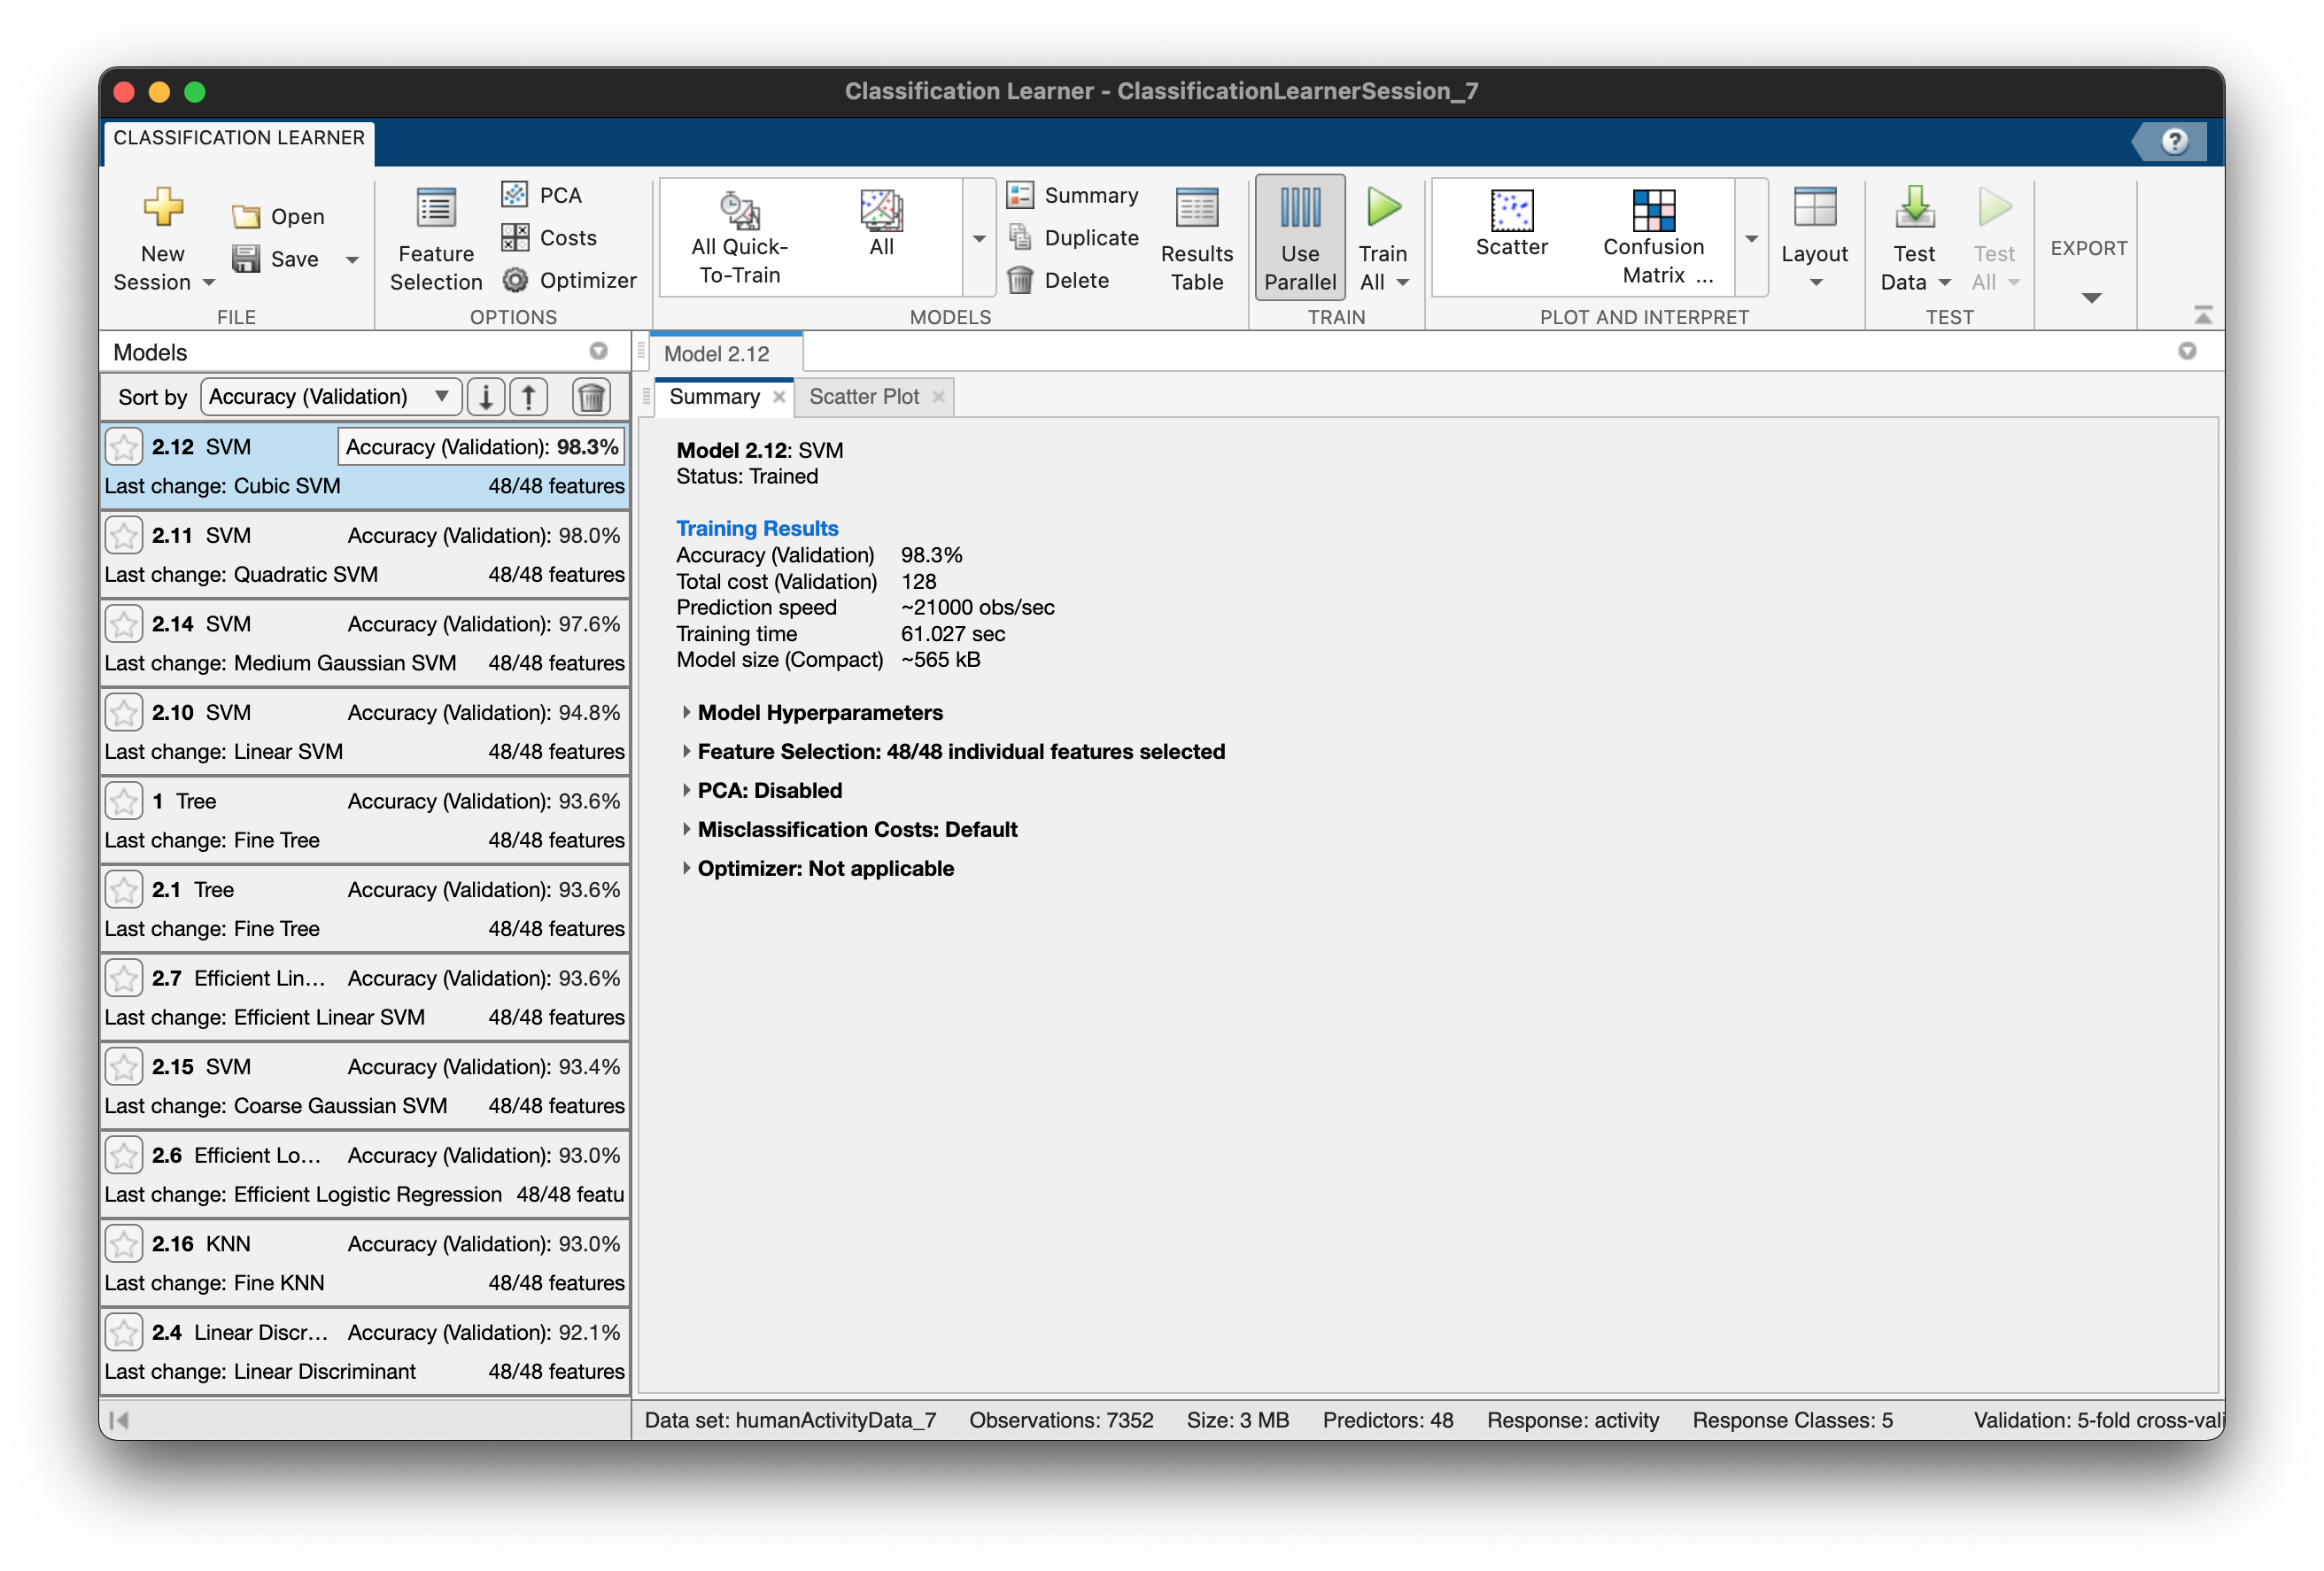 Classification Learner - ClassificationLearnerSession_7
CLASSIFICATION LEARNER
?
New Session
Open
Save
FILE
Feature Selection
PCA
Costs
Optimizer
OPTIONS
All Quick-To-Train
All
Summary
Duplicate
Delete
Results Table
MODELS
Use Parallel
Train All
TRAIN
Scatter
Confusion Matrix ...
PLOT AND INTERPRET
Layout
Test Data
Test All
TEST
EXPORT
Models
Sort by Accuracy (Validation)
2.12 SVM Accuracy (Validation): 98.3%
Last change: Cubic SVM 48/48 features
2.11 SVM Accuracy (Validation): 98.0%
Last change: Quadratic SVM 48/48 features
2.14 SVM Accuracy (Validation): 97.6%
Last change: Medium Gaussian SVM 48/48 features
2.10 SVM Accuracy (Validation): 94.8%
Last change: Linear SVM 48/48 features
1 Tree Accuracy (Validation): 93.6%
Last change: Fine Tree 48/48 features
2.1 Tree Accuracy (Validation): 93.6%
Last change: Fine Tree 48/48 features
2.7 Efficient Lin... Accuracy (Validation): 93.6%
Last change: Efficient Linear SVM 48/48 features
2.15 SVM Accuracy (Validation): 93.4%
Last change: Coarse Gaussian SVM 48/48 features
2.6 Efficient Lo... Accuracy (Validation): 93.0%
Last change: Efficient Logistic Regression 48/48 featu
2.16 KNN Accuracy (Validation): 93.0%
Last change: Fine KNN 48/48 features
2.4 Linear Discr... Accuracy (Validation): 92.1%
Last change: Linear Discriminant 48/48 features
Model 2.12
Summary
Scatter Plot
Model 2.12: SVM
Status: Trained
Training Results
Accuracy (Validation) 98.3%
Total cost (Validation) 128
Prediction speed ~21000 obs/sec
Training time 61.027 sec
Model size (Compact) ~565 kB
Model Hyperparameters
Feature Selection: 48/48 individual features selected
PCA: Disabled
Misclassification Costs: Default
Optimizer: Not applicable
Data set: humanActivityData_7 Observations: 7352 Size: 3 MB Predictors: 48 Response: activity Response Classes: 5 Validation: 5-fold cross-vali